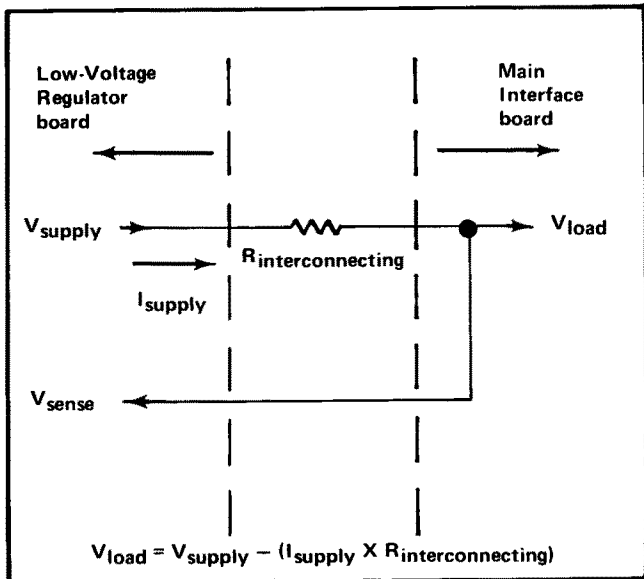 Low-Voltage
Regulator
board
Main
Interface
board
Vsupply
Rinterconnecting
Vload
Isupply
Vsense
Vload = Vsupply – (Isupply X Rinterconnecting)